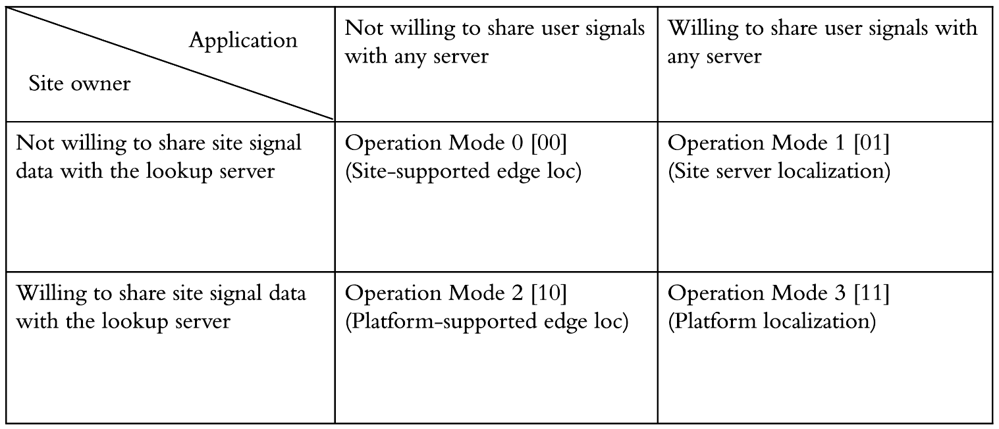 Application
Site owner
Not willing to share user signals
with any server
Willing to share user signals with
any server
Not willing to share site signal
data with the lookup server
Operation Mode 0 [00]
(Site-supported edge loc)
Operation Mode 1 [01]
(Site server localization)
Willing to share site signal data
with the lookup server
Operation Mode 2 [10]
(Platform-supported edge loc)
Operation Mode 3 [11]
(Platform localization)